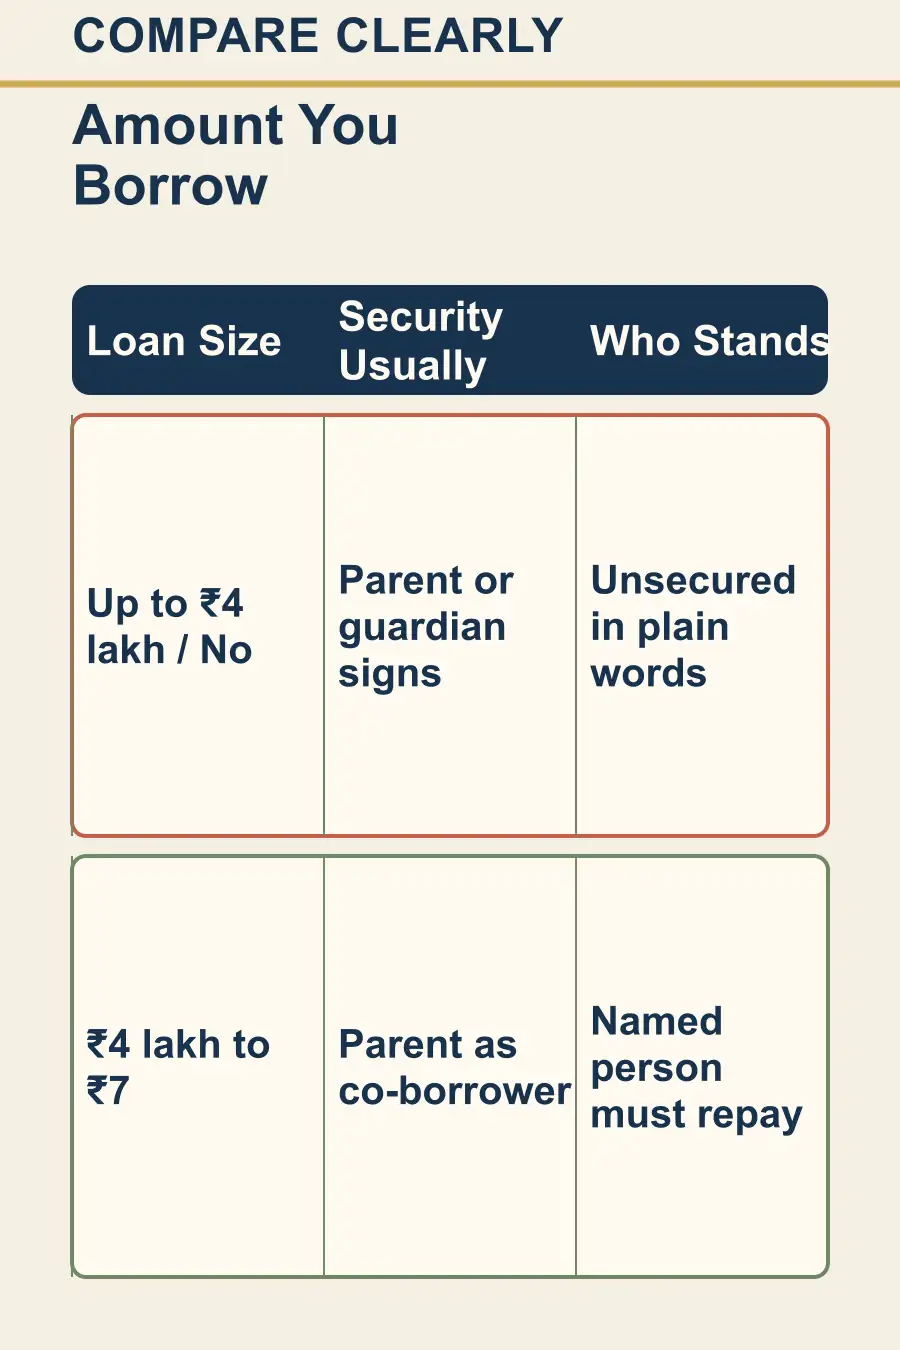 COMPARE CLEARLY
Amount You
Borrow
Loan Size
Security
Usually
Who Stands
Up to ₹4
lakh / No
Parent or
guardian
signs
Unsecured
in plain
words
₹4 lakh to
₹7
Parent as
co-borrower
Named
person
must repay